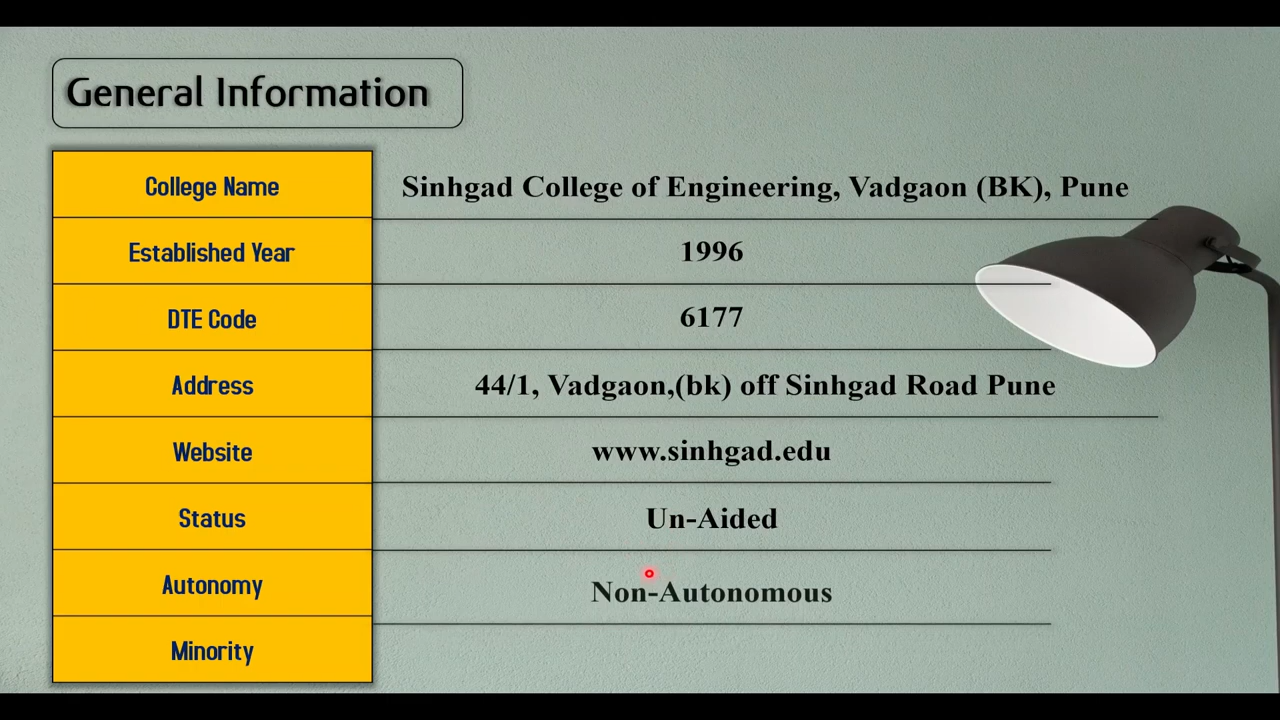 General Information
College Name
Sinhgad College of Engineering, Vadgaon (BK), Pune
Established Year
1996
DTE Code
6177
Address
44/1, Vadgaon,(bk) off Sinhgad Road Pune
Website
www.sinhgad.edu
Status
Un-Aided
Autonomy
Non-Autonomous
Minority